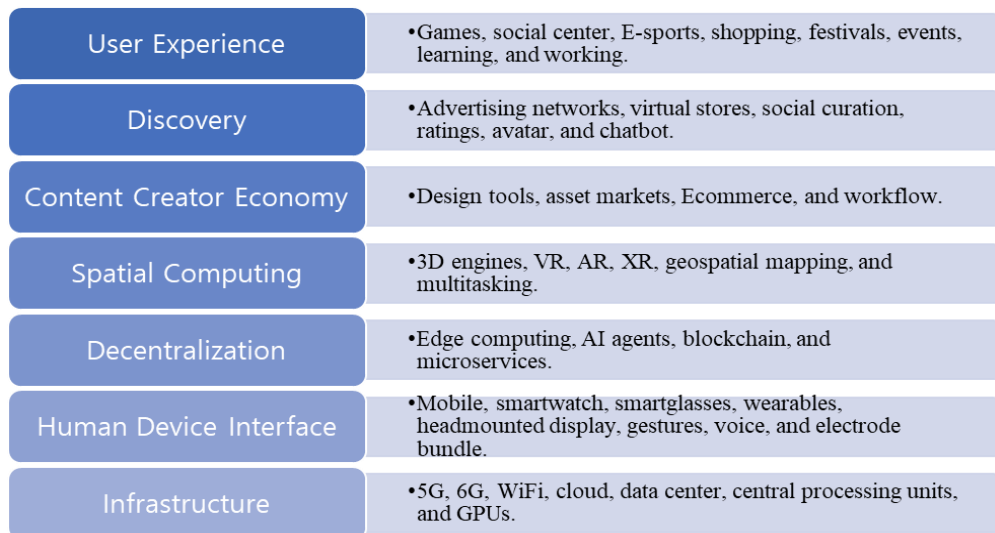 User Experience
•Games, social center, E-sports, shopping, festivals, events,
learning, and working.
Discovery
•Advertising networks, virtual stores, social curation,
ratings, avatar, and chatbot.
Content Creator Economy
•Design tools, asset markets, Ecommerce, and workflow.
Spatial Computing
•3D engines, VR, AR, XR, geospatial mapping, and
multitasking.
Decentralization
•Edge computing, AI agents, blockchain, and
microservices.
Human Device Interface
•Mobile, smartwatch, smartglasses, wearables,
headmounted display, gestures, voice, and electrode
bundle.
Infrastructure
•5G, 6G, WiFi, cloud, data center, central processing units,
and GPUs.